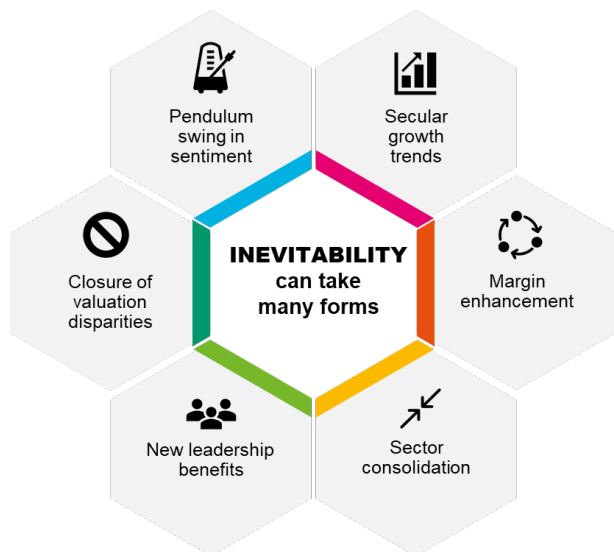 Pendulum
swing in
sentiment
Secular
growth
trends
Closure of
valuation
disparities
INEVITABILITY
can take
many forms
Margin
enhancement
New leadership
benefits
Sector
consolidation